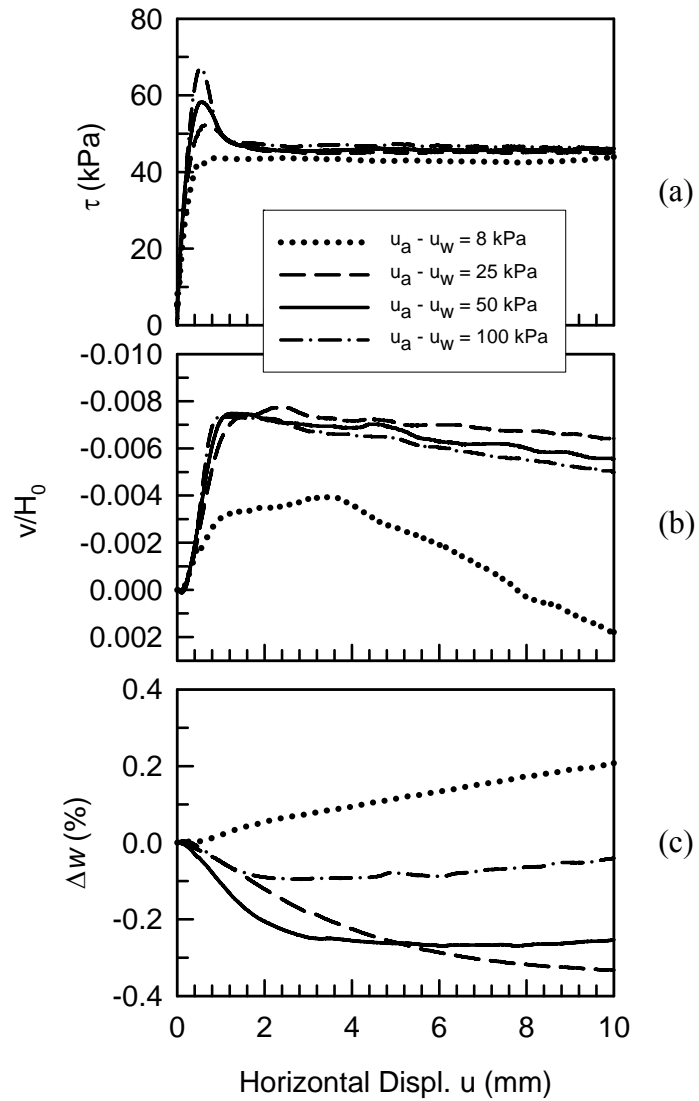 80
60
40
20
0
τ (kPa)
(a)
u_a - u_w = 8 kPa
u_a - u_w = 25 kPa
u_a - u_w = 50 kPa
u_a - u_w = 100 kPa
-0.010
-0.008
-0.006
-0.004
-0.002
0.000
0.002
v/H_0
(b)
0.4
0.2
0.0
-0.2
-0.4
Δw (%)
(c)
0 2 4 6 8 10
Horizontal Displ. u (mm)